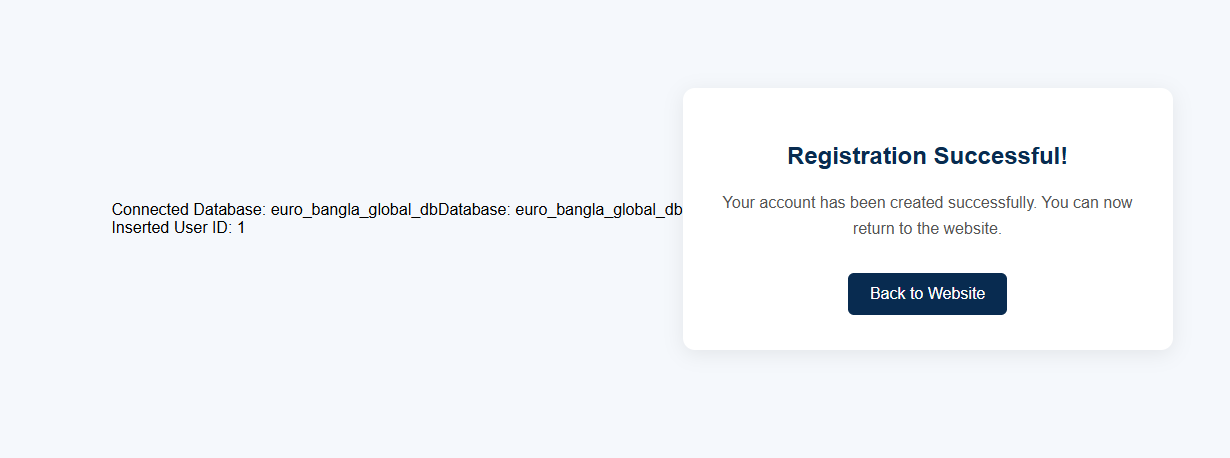 Connected Database: euro_bangla_global_dbDatabase: euro_bangla_global_db
Inserted User ID: 1
Registration Successful!
Your account has been created successfully. You can now
return to the website.
Back to Website